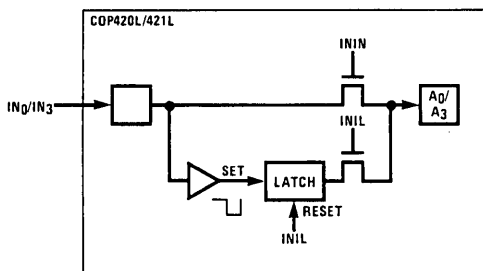 COP420L/421L
ININ
IN0/IN3
A0/
A3
INIL
SET
LATCH
RESET
INIL